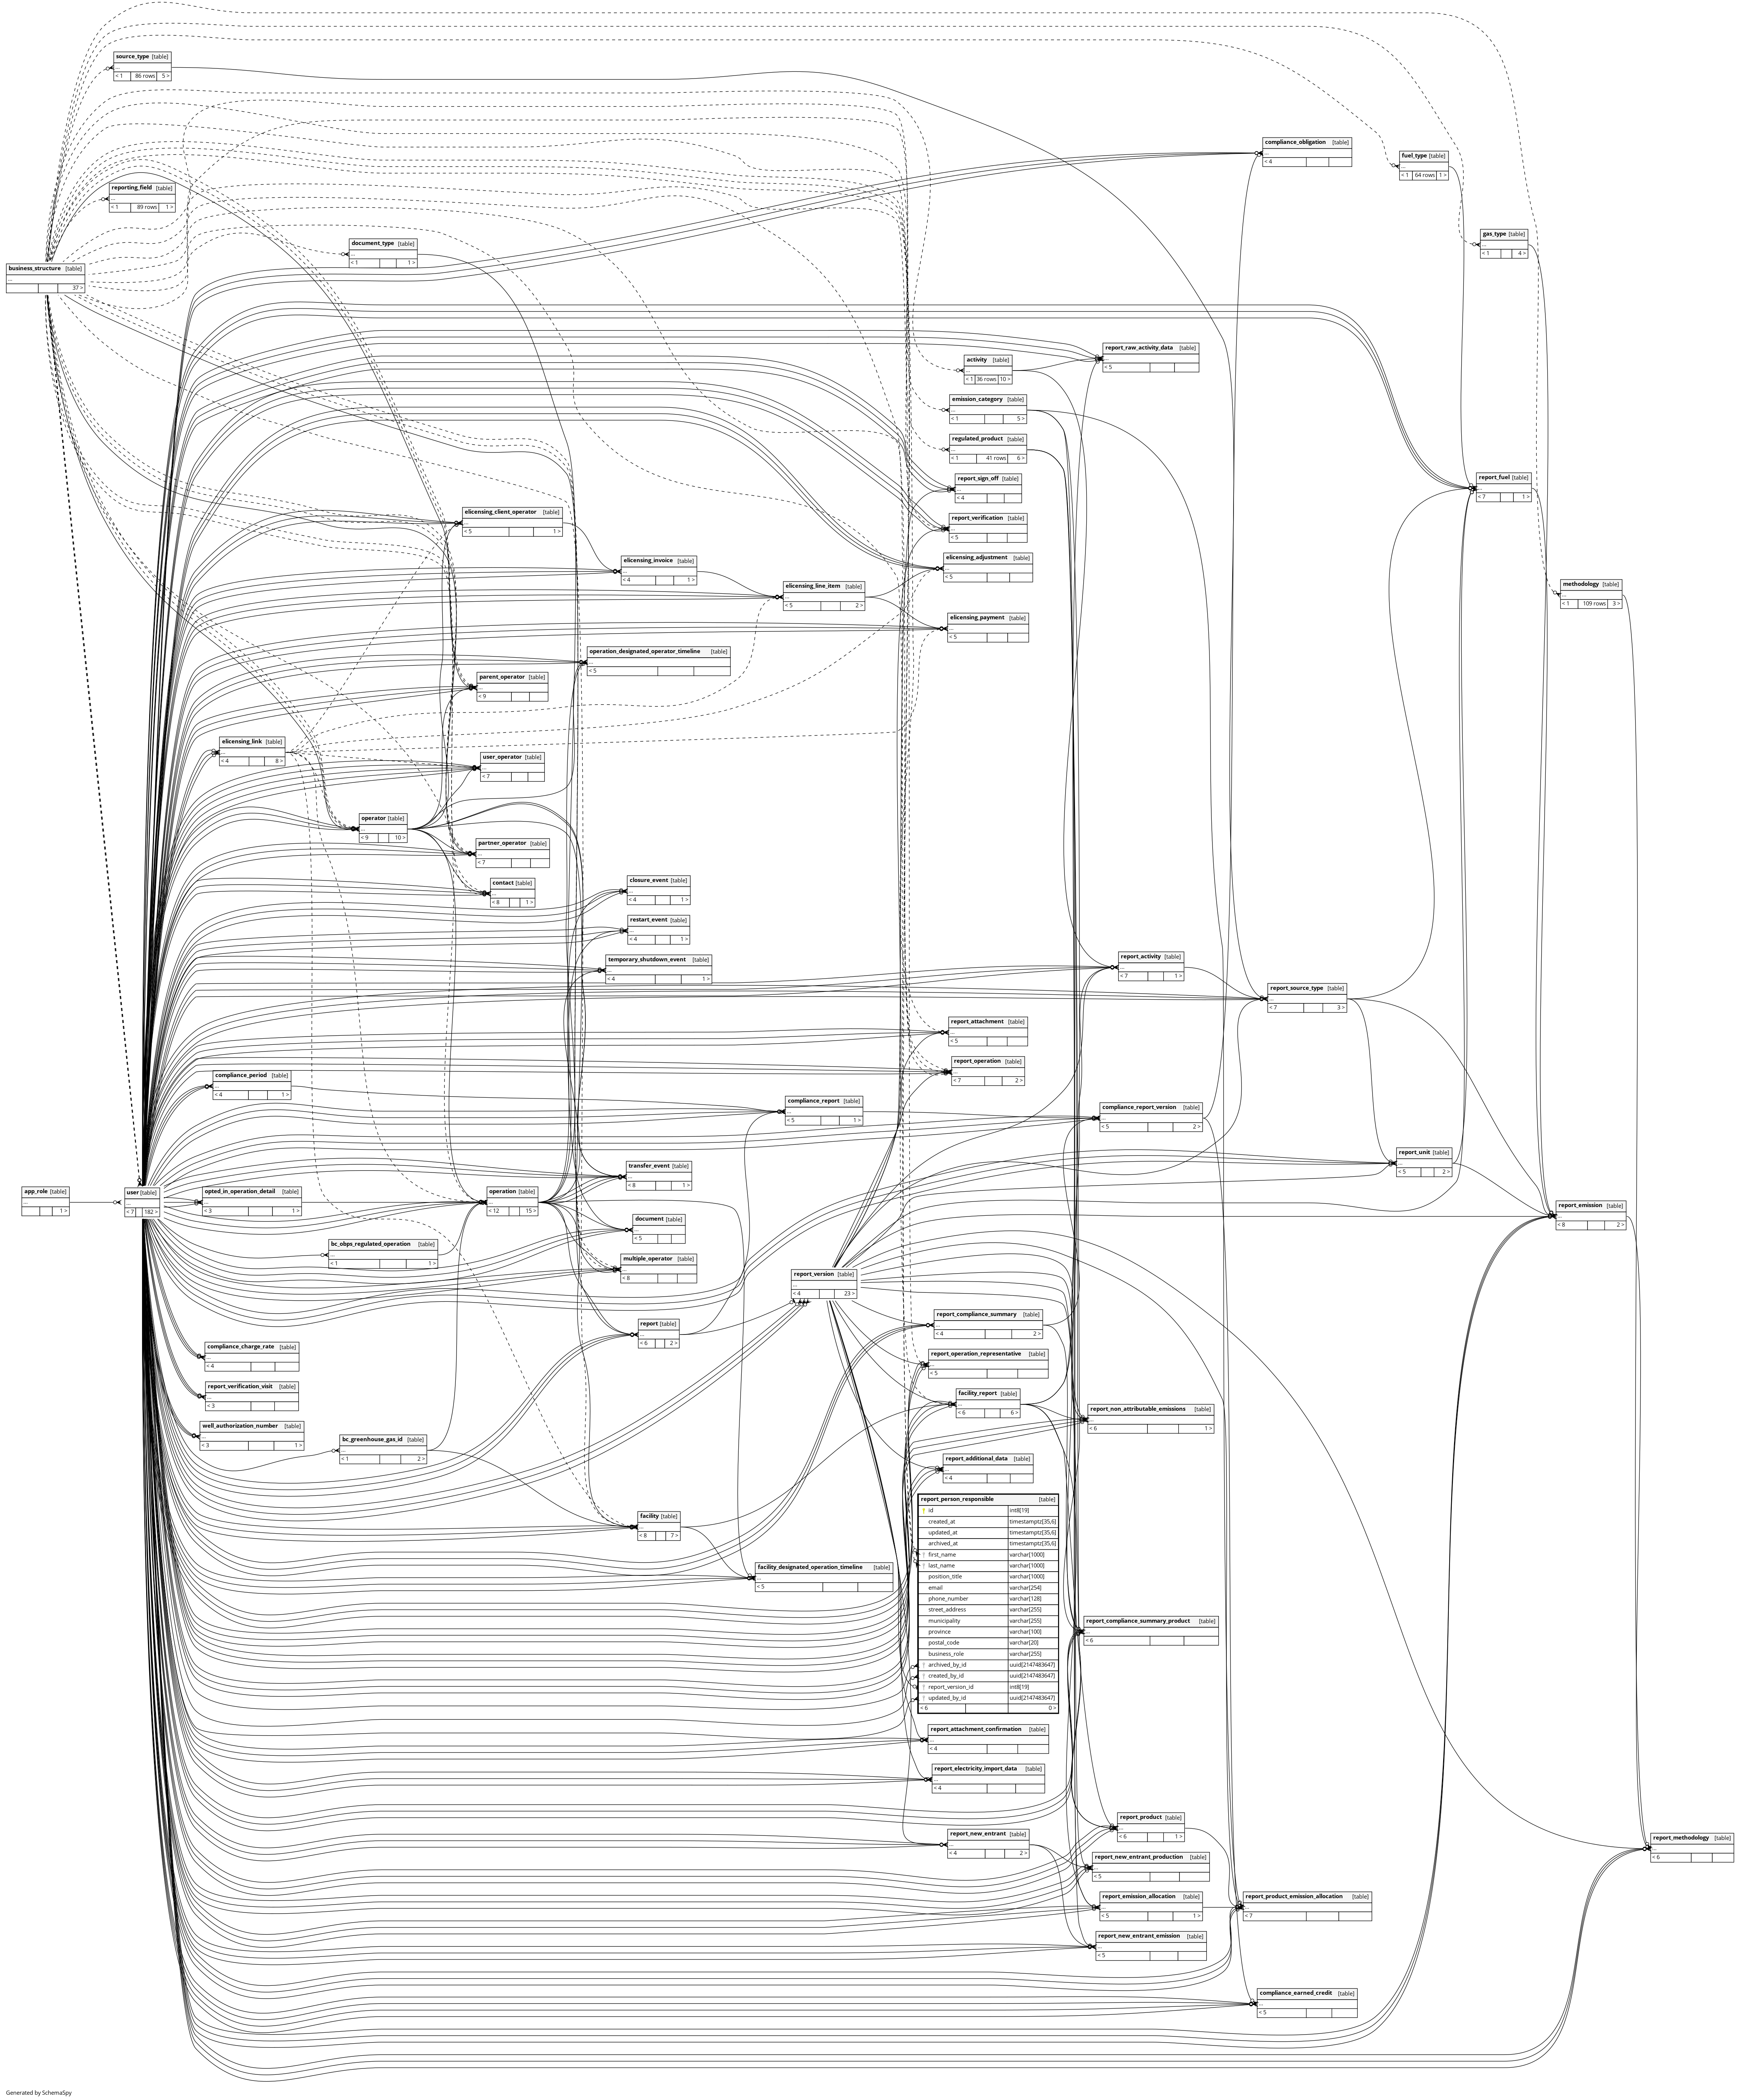 source_type [table]
...
< 1 86 rows 5 >
reporting_field [table]
...
< 1 89 rows 1 >
business_structure [table]
...
37 >
document_type [table]
...
< 1 1 >
compliance_obligation [table]
...
< 4
fuel_type [table]
...
< 1 64 rows 1 >
gas_type [table]
...
< 1 4 >
report_raw_activity_data [table]
...
< 5
activity [table]
...
< 1 36 rows 10 >
emission_category [table]
...
< 1 5 >
regulated_product [table]
...
< 1 41 rows 6 >
report_sign_off [table]
...
< 4
report_fuel [table]
...
< 7 1 >
elicensing_client_operator [table]
...
< 5 1 >
report_verification [table]
...
< 5
elicensing_invoice [table]
...
< 4 1 >
elicensing_adjustment [table]
...
< 5
elicensing_line_item [table]
...
< 5 2 >
methodology [table]
...
< 1 109 rows 3 >
elicensing_payment [table]
...
< 5
operation_designated_operator_timeline [table]
...
< 5
parent_operator [table]
...
< 9
elicensing_link [table]
...
< 4 8 >
user_operator [table]
...
< 7
operator [table]
...
< 9 10 >
partner_operator [table]
...
< 7
contact [table]
...
< 8 1 >
closure_event [table]
...
< 4 1 >
restart_event [table]
...
< 4 1 >
temporary_shutdown_event [table]
...
< 4 1 >
report_activity [table]
...
< 7 1 >
report_source_type [table]
...
< 7 3 >
report_attachment [table]
...
< 5
report_operation [table]
...
< 7 2 >
compliance_period [table]
...
< 4 1 >
compliance_report [table]
...
< 5 1 >
compliance_report_version [table]
...
< 5 2 >
report_unit [table]
...
< 5 2 >
transfer_event [table]
...
< 8 1 >
app_role [table]
...
1 >
user [table]
...
< 7 182 >
opted_in_operation_detail [table]
...
< 3 1 >
operation [table]
...
< 12 15 >
report_emission [table]
...
< 8 2 >
document [table]
...
< 5
bc_obps_regulated_operation [table]
...
< 1 1 >
multiple_operator [table]
...
< 8
report_version [table]
...
< 4 23 >
report_compliance_summary [table]
...
< 4 2 >
report [table]
...
< 6 2 >
compliance_charge_rate [table]
...
< 4
report_operation_representative [table]
...
< 5
report_verification_visit [table]
...
< 3
facility_report [table]
...
< 6 6 >
report_non_attributable_emissions [table]
...
< 6 1 >
well_authorization_number [table]
...
< 3 1 >
bc_greenhouse_gas_id [table]
...
< 1 2 >
report_additional_data [table]
...
< 4
report_person_responsible [table]
id int8[19]
created_at timestamptz[35,6]
updated_at timestamptz[35,6]
archived_at timestamptz[35,6]
first_name varchar[1000]
last_name varchar[1000]
position_title varchar[1000]
email varchar[254]
phone_number varchar[128]
street_address varchar[255]
municipality varchar[255]
province varchar[100]
postal_code varchar[20]
business_role varchar[255]
archived_by_id uuid[2147483647]
created_by_id uuid[2147483647]
report_version_id int8[19]
updated_by_id uuid[2147483647]
< 6 0 >
facility [table]
...
< 8 7 >
facility_designated_operation_timeline [table]
...
< 5
report_compliance_summary_product [table]
...
< 6
report_attachment_confirmation [table]
...
< 4
report_electricity_import_data [table]
...
< 4
report_product [table]
...
< 6 1 >
report_new_entrant [table]
...
< 4 2 >
report_methodology [table]
...
< 6
report_new_entrant_production [table]
...
< 5
report_emission_allocation [table]
...
< 5 1 >
report_product_emission_allocation [table]
...
< 7
report_new_entrant_emission [table]
...
< 5
compliance_earned_credit [table]
...
< 5
Generated by SchemaSpy